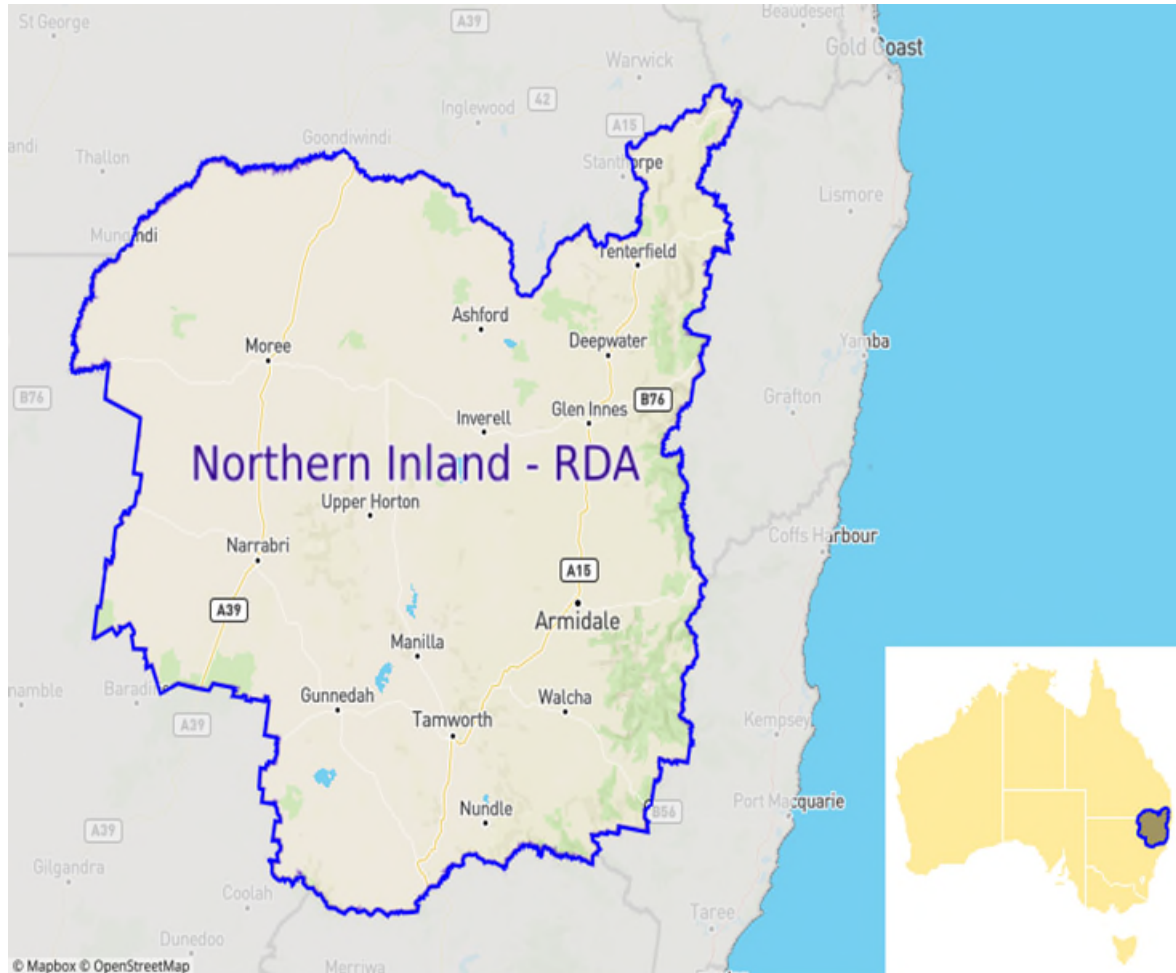 St George
A39
Beaudesert
Gold Coast
Warwick
Inglewood
42
A15
Goondiwindi
Thallon
Stanthorpe
Lismore
Mungindi
Tenterfield
Ashford
Moree
Deepwater
Yamba
B76
B76
Grafton
Inverell
Glen Innes
Northern Inland - RDA
Upper Horton
Coffs Harbour
Narrabri
A15
A39
Armidale
Manilla
Gunnedah
Walcha
A39
Tamworth
Kempsey
Nundle
B56
Port Macquarie
A39
Gilgandra
Coolah
Taree
Dunedoo
Merriwa
© Mapbox © OpenStreetMap